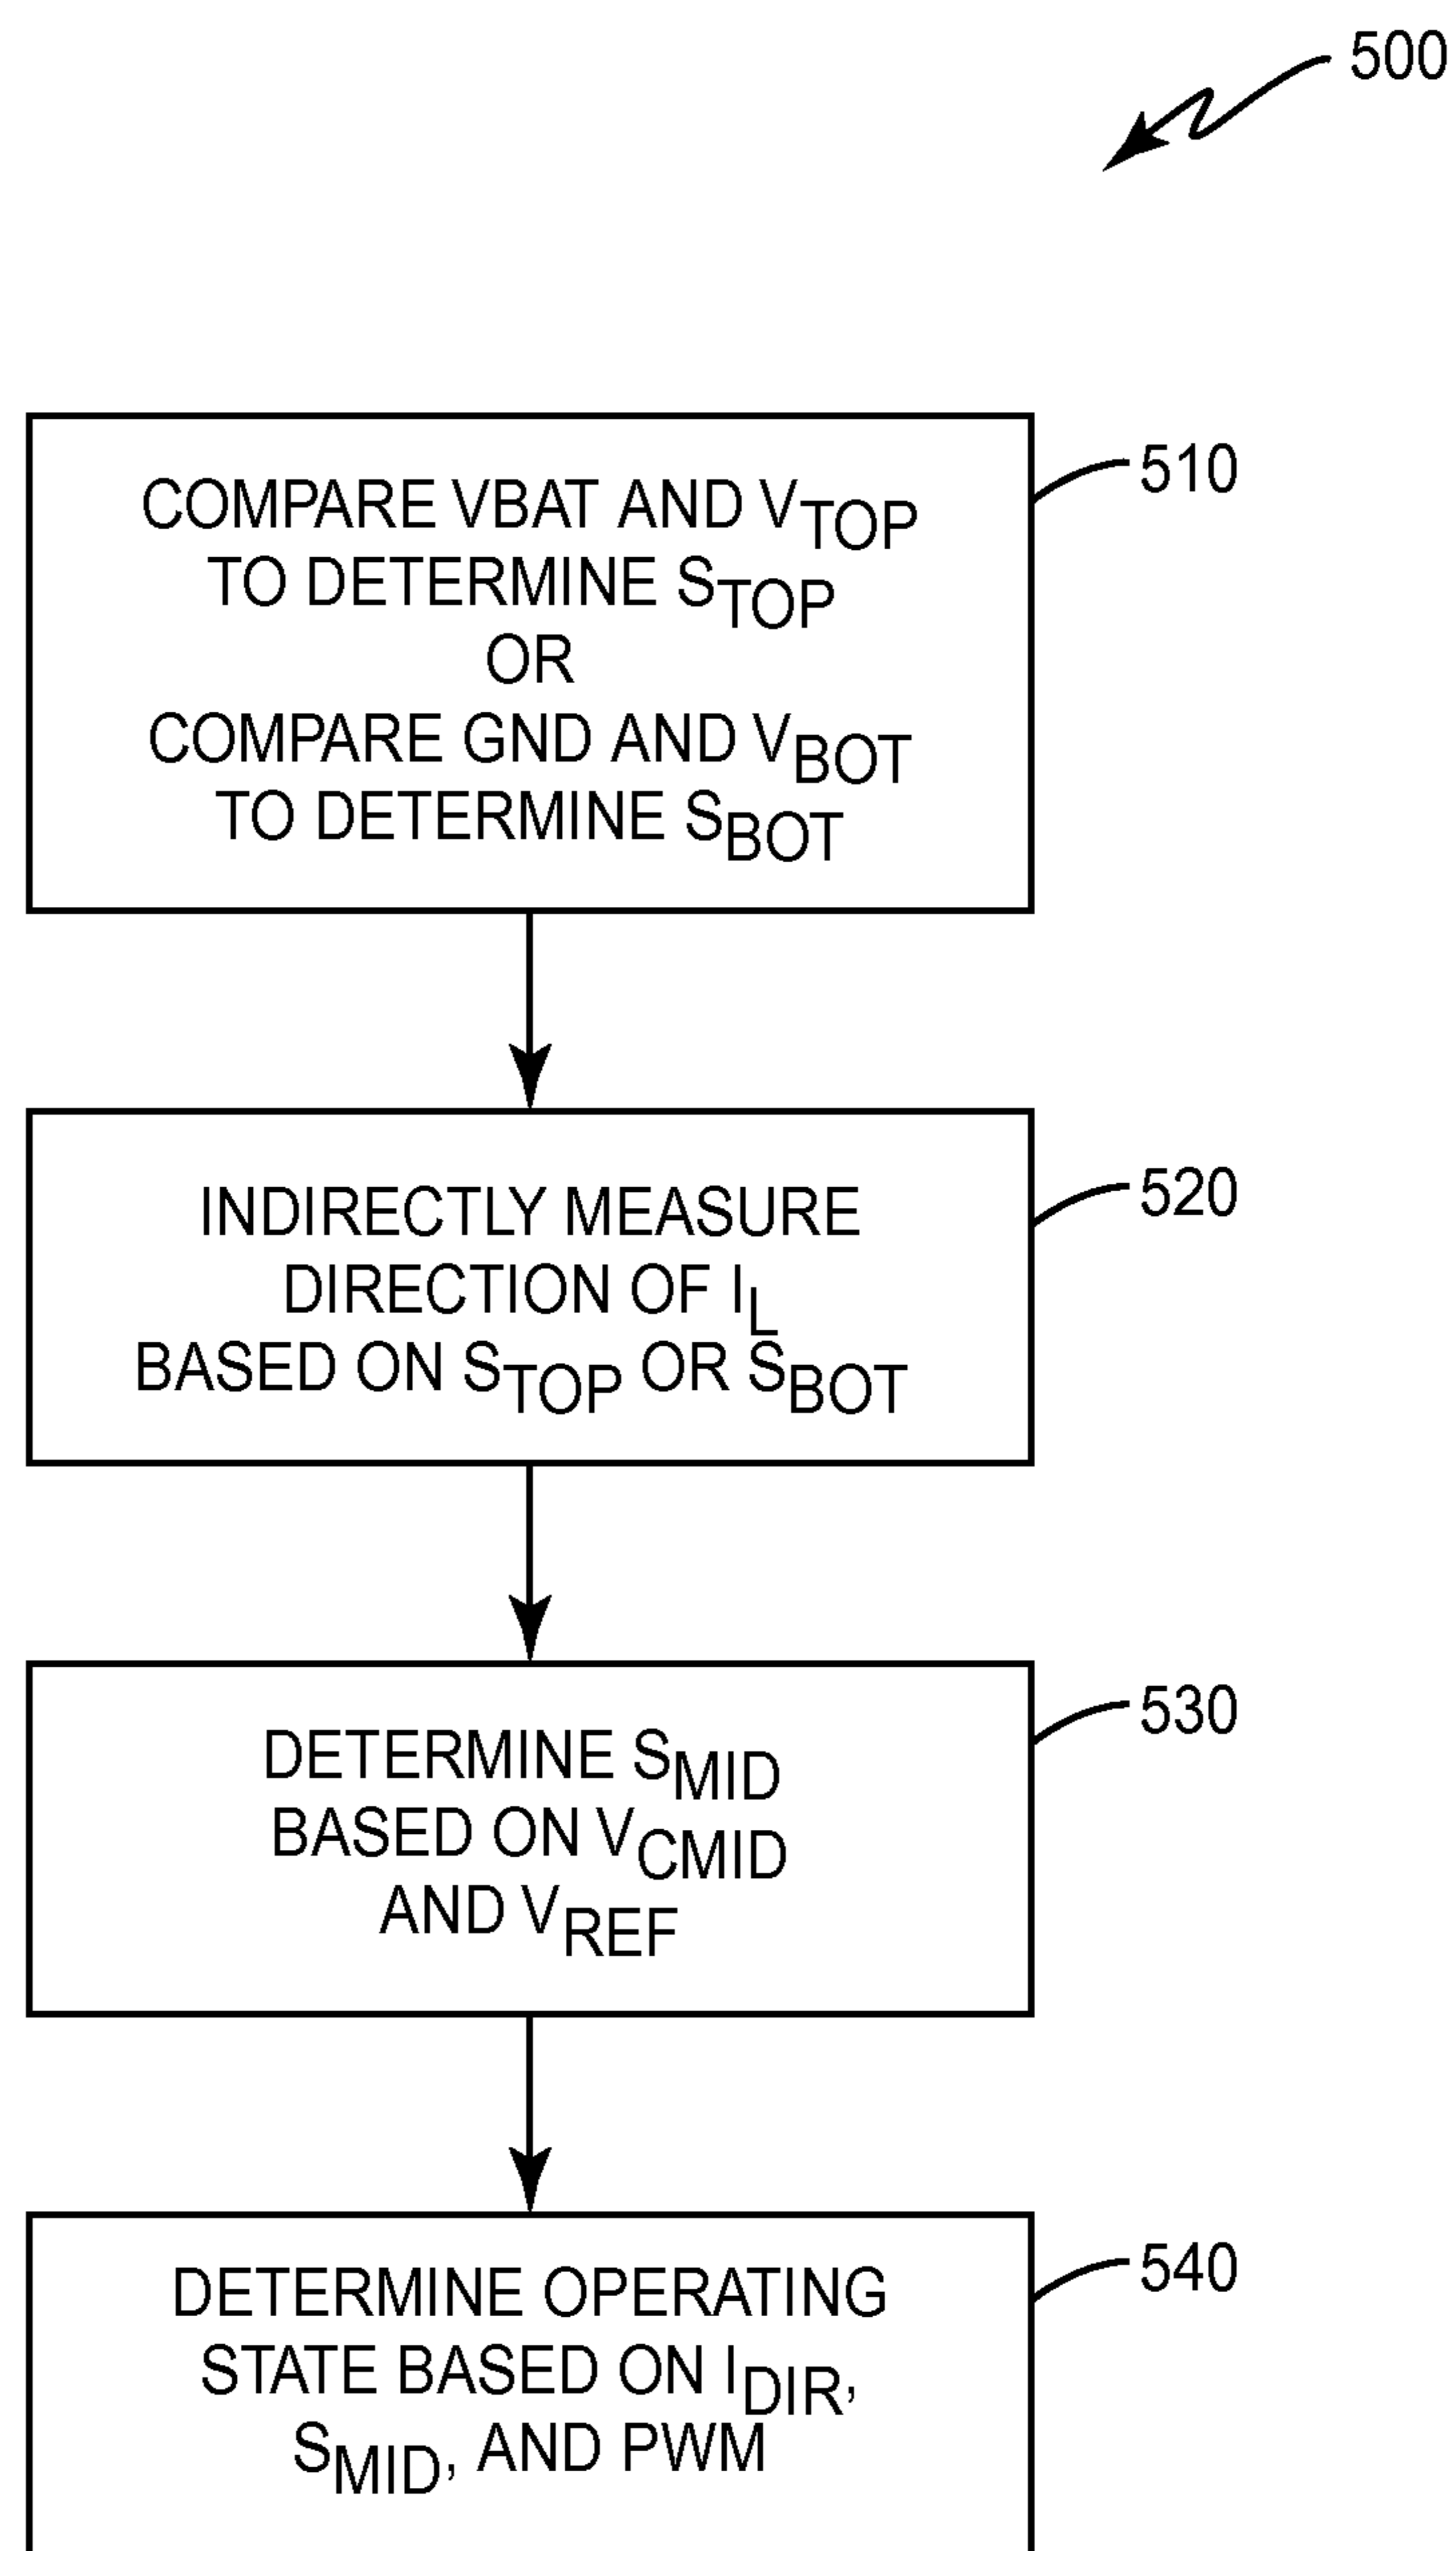 500
COMPARE VBAT AND VTOP
TO DETERMINE STOP
OR
COMPARE GND AND VBOT
TO DETERMINE SBOT
510
INDIRECTLY MEASURE
DIRECTION OF IL
BASED ON STOP OR SBOT
520
DETERMINE SMID
BASED ON VCMID
AND VREF
530
DETERMINE OPERATING
STATE BASED ON IDIR,
SMID, AND PWM
540